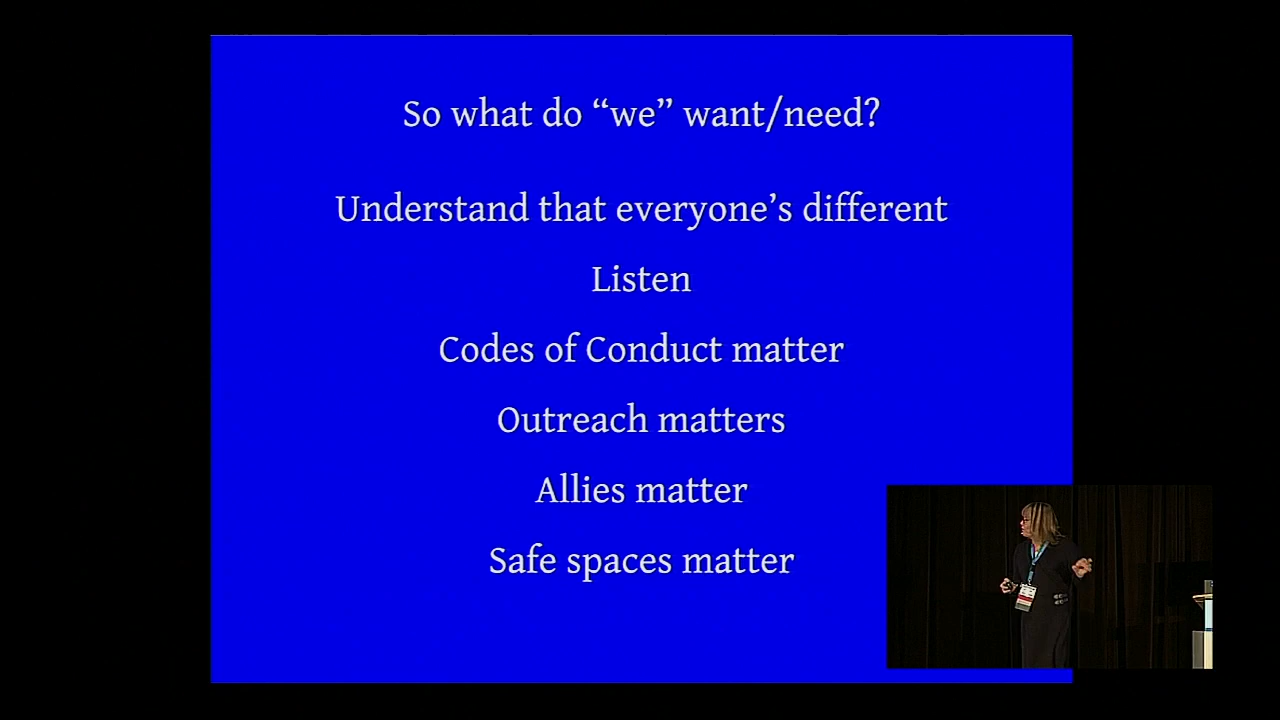 So what do “we” want/need?
Understand that everyone’s different
Listen
Codes of Conduct matter
Outreach matters
Allies matter
Safe spaces matter